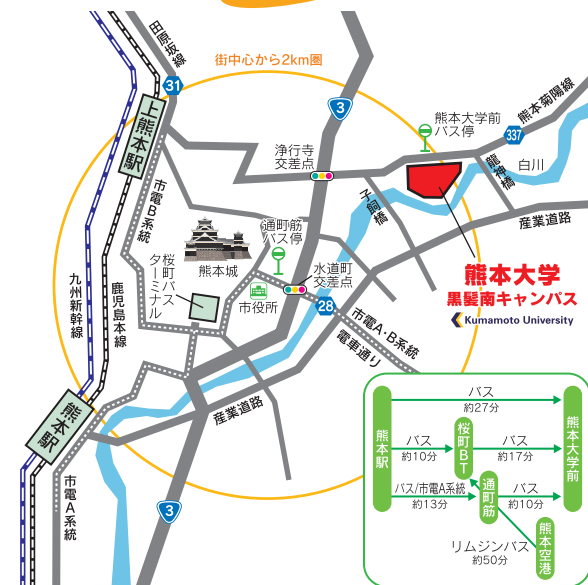 田原坂線
31
街中心から2km圏
3
熊本大学前
バス停
熊本菊陽線
337
上熊本駅
浄行寺
交差点
龍神橋
白川
子飼橋
産業道路
市電B系統
通町筋
バス停
熊本城
桜町バス
ターミナル
水道町
交差点
市役所
28
熊本大学
黒髪南キャンパス
Kumamoto University
九州新幹線
鹿児島本線
市電A・B系統
電車通り
熊本駅
産業道路
市電A系統
3
バス
約27分
熊本駅
バス
約10分
桜町BT
バス
約17分
熊本大学前
バス/市電A系統
約13分
通町筋
バス
約10分
リムジンバス
約50分
熊本空港